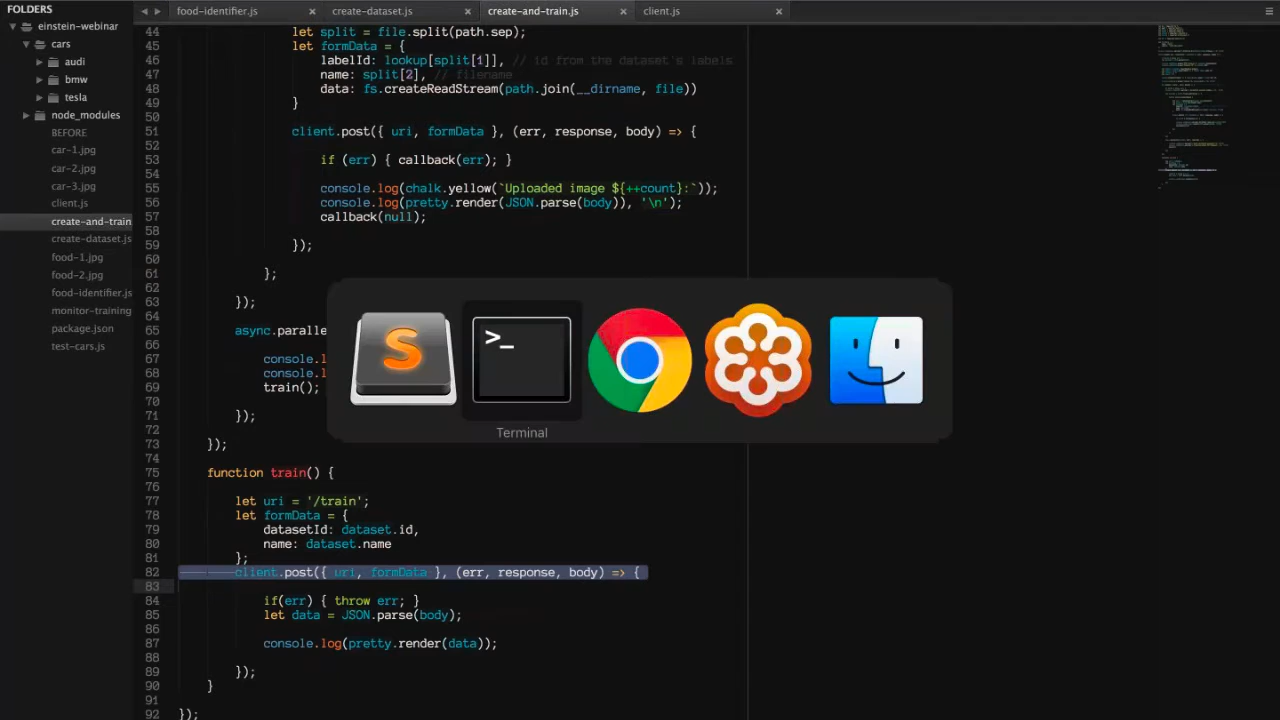 FOLDERS
einstein-webinar
cars
audi
bmw
tesla
node_modules
BEFORE
car-1.jpg
car-2.jpg
car-3.jpg
client.js
create-and-train
create-dataset.js
food-1.jpg
food-2.jpg
food-identifier.js
monitor-training
package.json
test-cars.js
food-identifier.js × create-dataset.js × create-and-train.js × client.js ×
44 let split = file.split(path.sep);
45 let formData = {
46 labelId: lookup[split[1]], // id from the dataset's labels
47 name: split[2], // filename
48 data: fs.createReadStream(path.join(__dirname, file))
49 }
50
51 client.post({ uri, formData }, (err, response, body) => {
52
53 if (err) { callback(err); }
54
55 console.log(chalk.yellow(`Uploaded image ${++count}:`));
56 console.log(pretty.render(JSON.parse(body)), '\n');
57 callback(null);
58
59 });
60
61 };
62
63 });
64
65 async.paralle
66
67 console.l
68 console.l
69 train();
70
71 });
72
73 });
74
75 function train() {
76
77 let uri = '/train';
78 let formData = {
79 datasetId: dataset.id,
80 name: dataset.name
81 };
82 client.post({ uri, formData }, (err, response, body) => {
83
84 if(err) { throw err; }
85 let data = JSON.parse(body);
86
87 console.log(pretty.render(data));
88
89 });
90 }
91
92 });
>_
Terminal